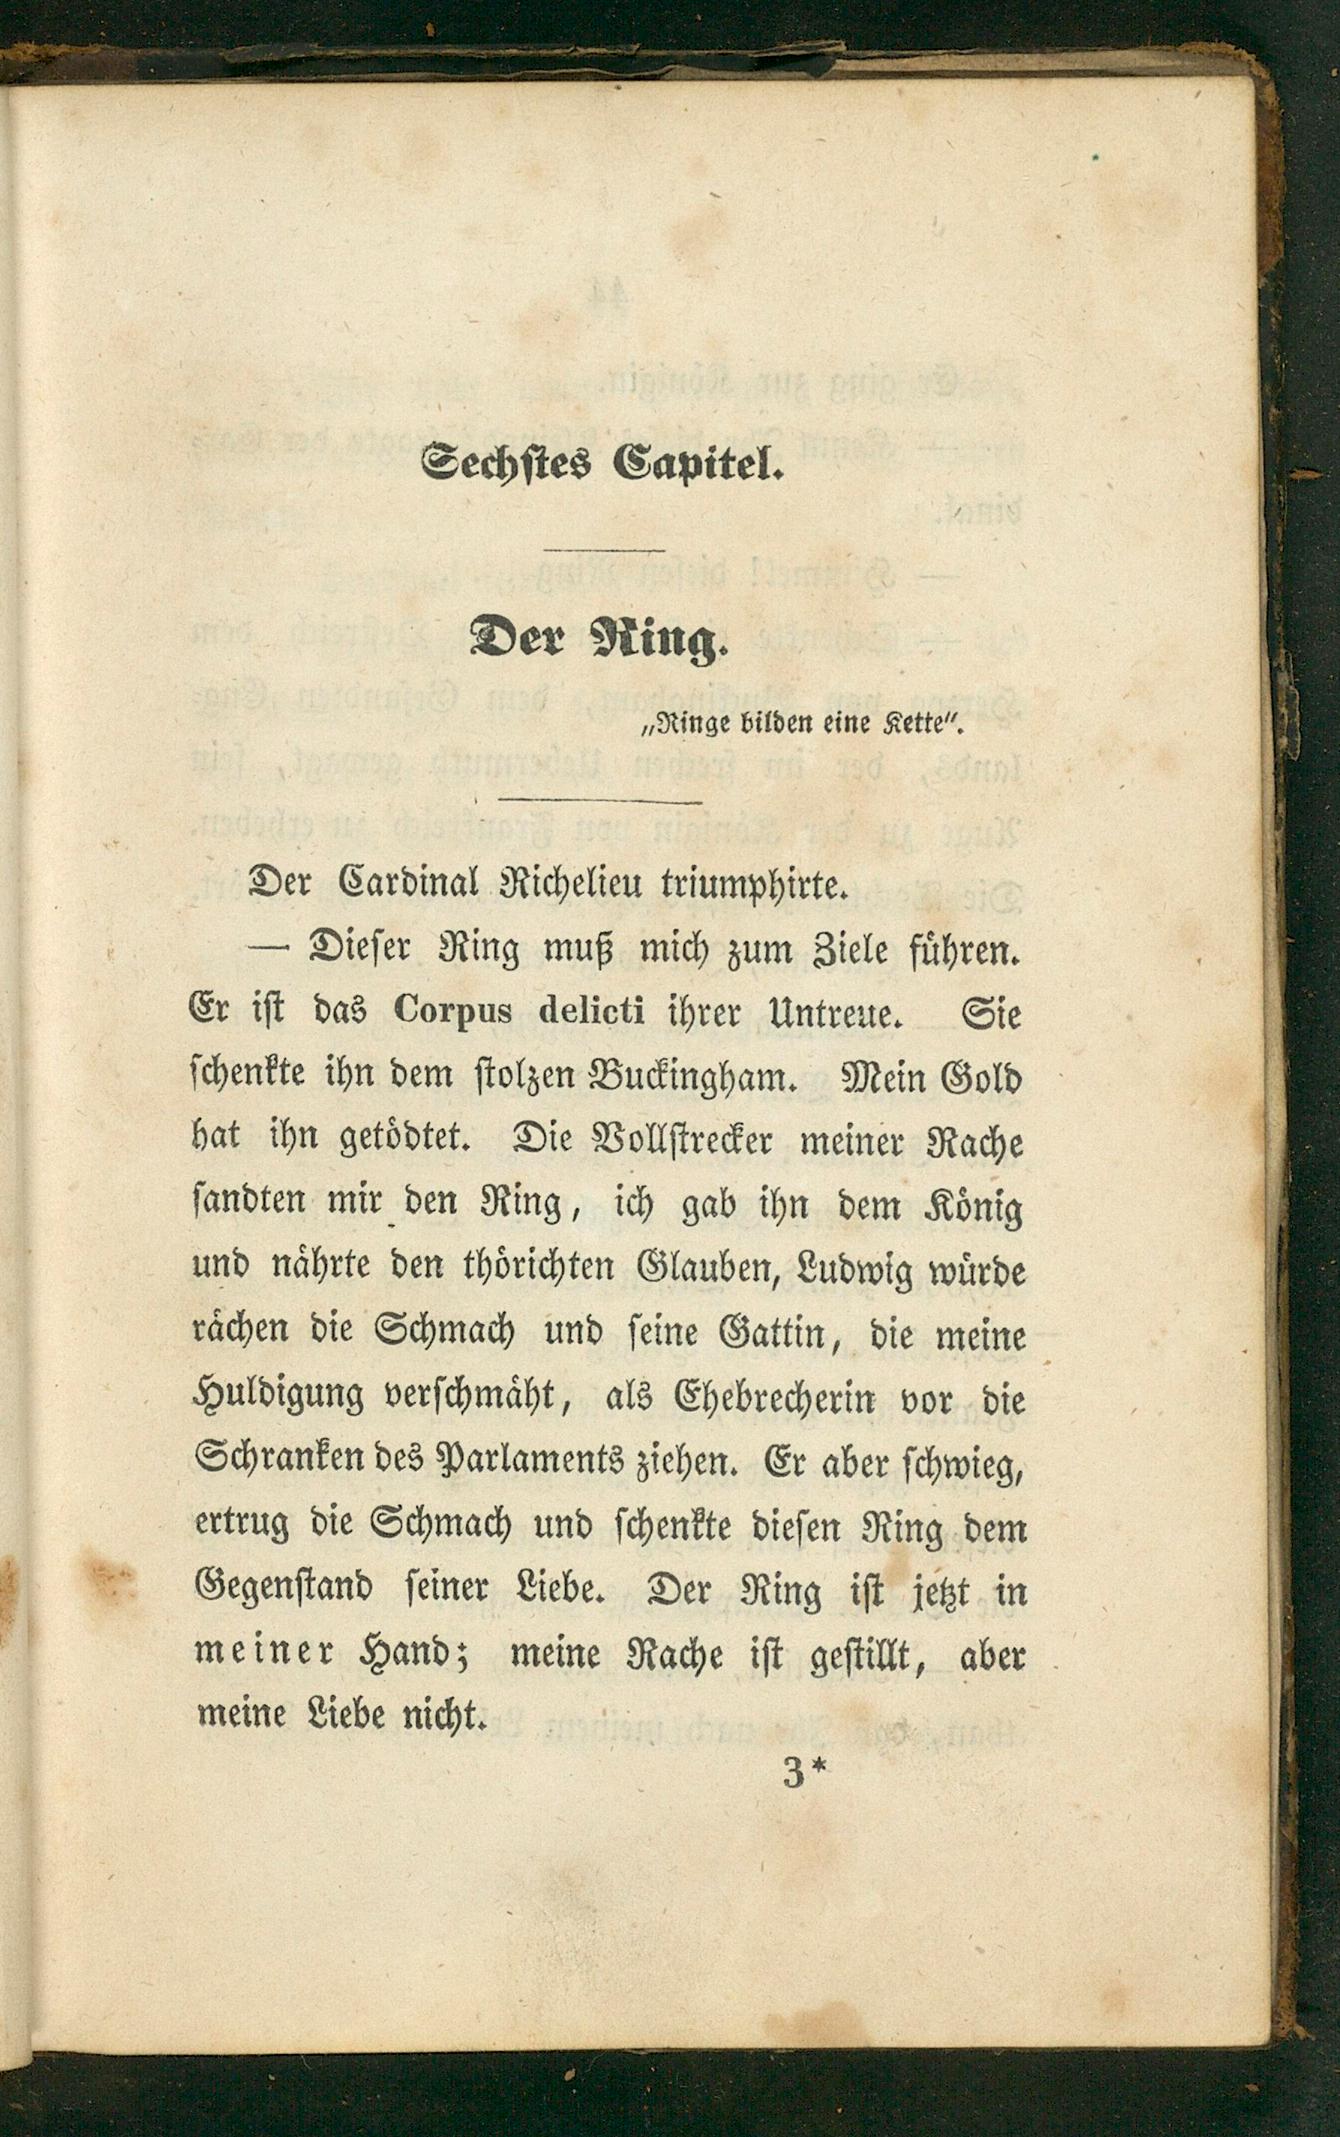 Sechstes Capitel.
Der Ring.
„Ringe bilden eine Kette".
Der Cardinal Richelieu triumphirte.
— Dieser Ring muß mich zum Ziele führen.
Er ist das Corpus delicti ihrer Untreue. Sie
schenkte ihn dem stolzen Buckingham. Mein Gold
hat ihn getödtet. Die Vollstrecker meiner Rache
sandten mir den Ring, ich gab ihn dem König
und nährte den thörichten Glauben, Ludwig würde
rächen die Schmach und seine Gattin, die meine
Huldigung verschmäht, als Ehebrecherin vor die
Schranken des Parlaments ziehen. Er aber schwieg,
ertrug die Schmach und schenkte diesen Ring dem
Gegenstand seiner Liebe. Der Ring ist jetzt in
meiner Hand; meine Rache ist gestillt, aber
meine Liebe nicht.
3*